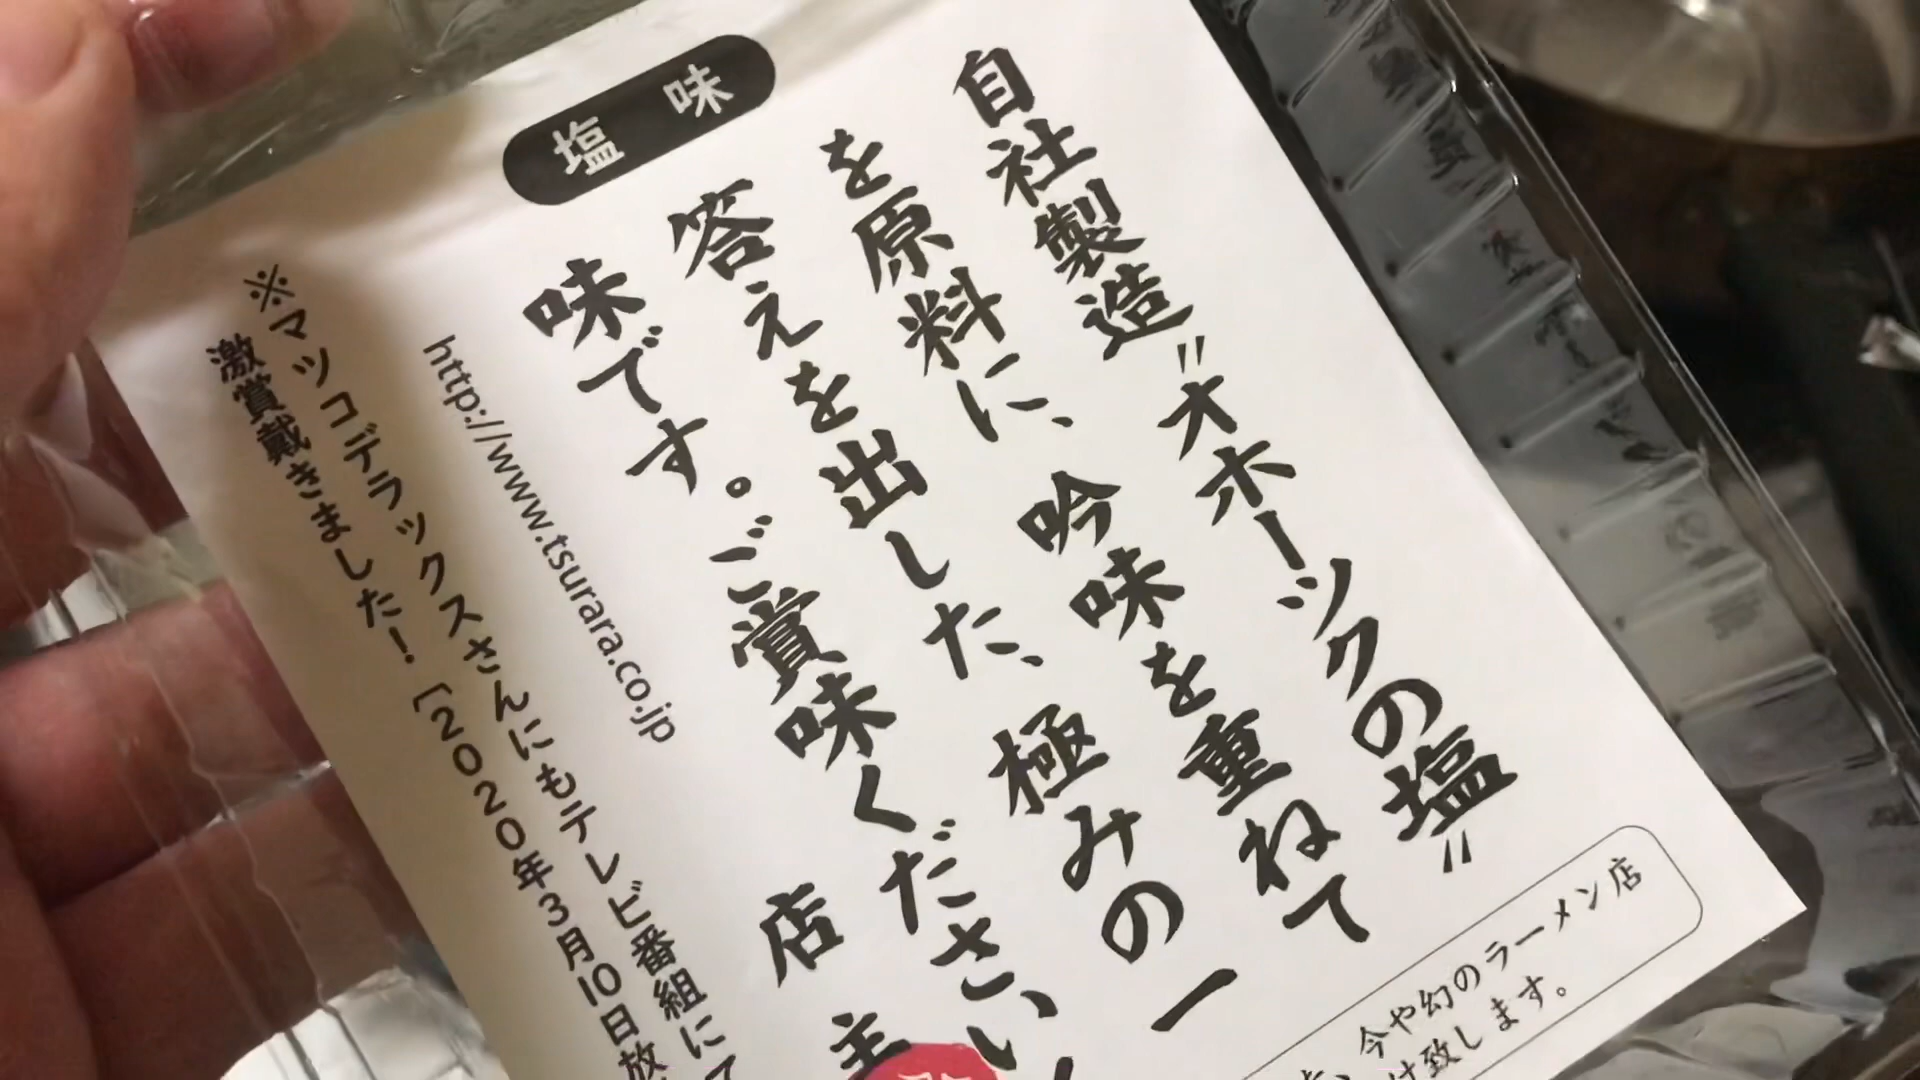 塩味
自社製造〝オホーツクの塩〟
を原料に、吟味を重ねて
答えを出した、極みの一
味です。ご賞味ください
店主
http://www.tsurara.co.jp
※マツコデラックスさんにもテレビ番組にて
激賞戴きました！［2020年3月10日放
今や幻のラーメン店
け致します。